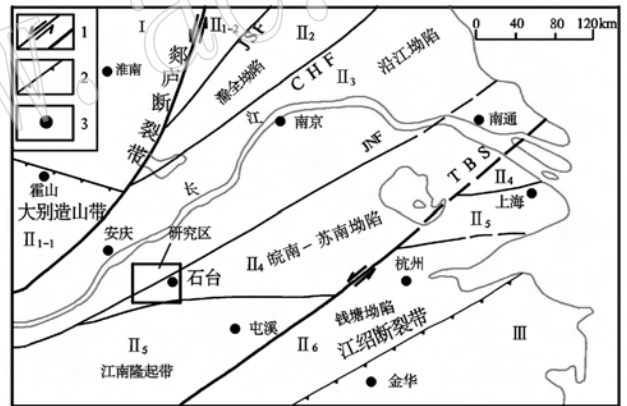 1
2
3
I
II₁₋₂
JSF
II₂
0 40 80 120km
淮南
郯庐断裂带
滁全坳陷
CHF
II₃
沿江坳陷
江
南京
南通
JNF
TBS
霍山
大别造山带
II₁₋₁
长
II₄
上海
II₅
安庆
研究区
II₄
皖南-苏南坳陷
石台
杭州
钱塘坳陷
II₅
屯溪
II₆
江绍断裂带
III
江南隆起带
金华